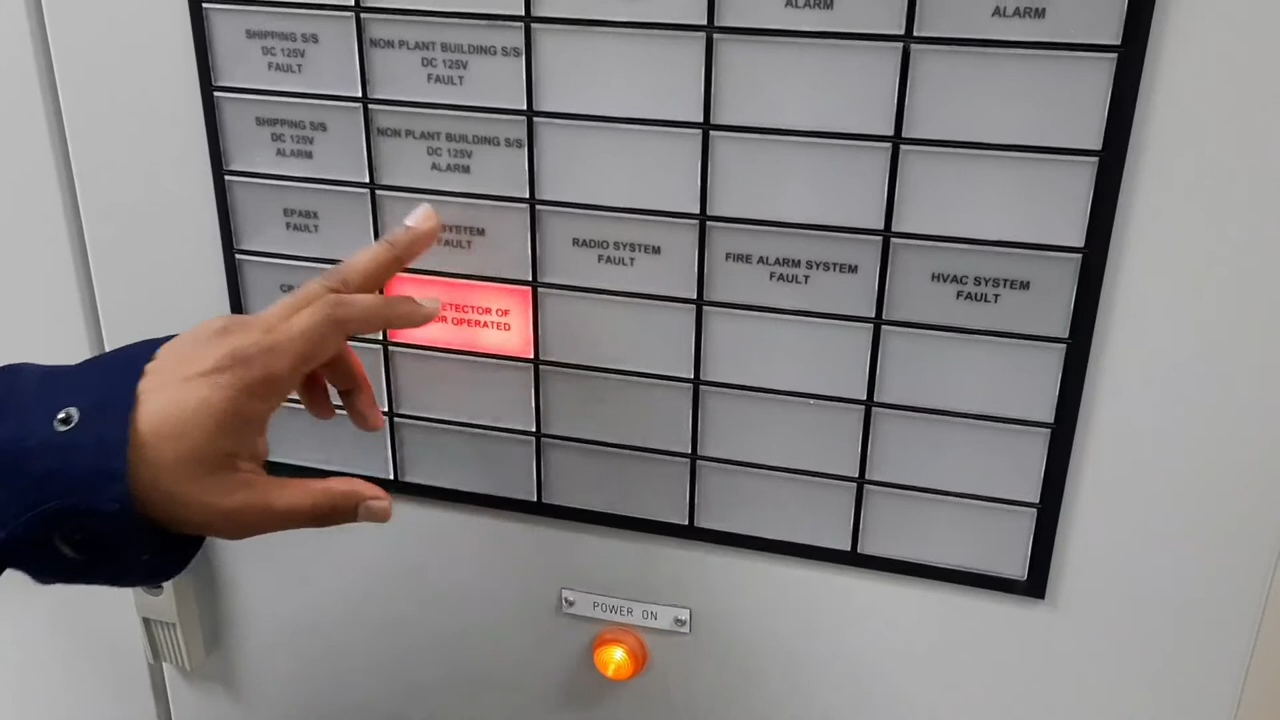 ALARM
ALARM
SHIPPING S/S
DC 125V
FAULT
NON PLANT BUILDING S/S
DC 125V
FAULT
SHIPPING S/S
DC 125V
ALARM
NON PLANT BUILDING S/S
DC 125V
ALARM
EPABX
FAULT
FAULT
RADIO SYSTEM
FAULT
FIRE ALARM SYSTEM
FAULT
HVAC SYSTEM
FAULT
OF
OPERATED
POWER ON